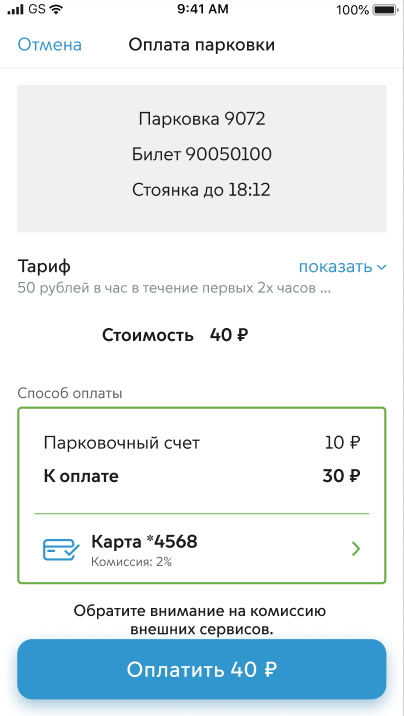 GS 9:41 AM 100%
Отмена Оплата парковки
Парковка 9072
Билет 90050100
Стоянка до 18:12
Тариф показать
50 рублей в час в течение первых 2х часов ...
Стоимость 40 ₽
Способ оплаты
Парковочный счет 10 ₽
К оплате 30 ₽
Карта *4568
Комиссия: 2%
Обратите внимание на комиссию
внешних сервисов.
Оплатить 40 ₽